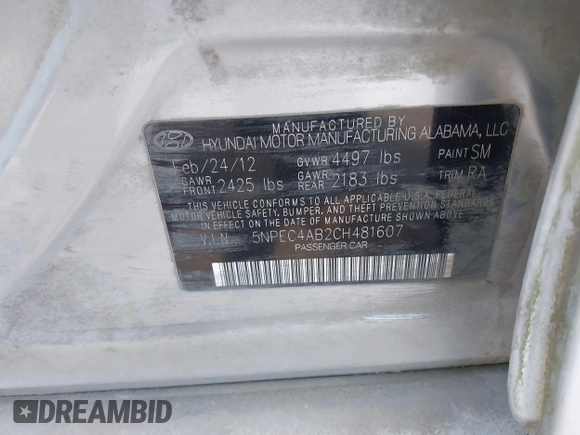 MANUFACTURED BY
HYUNDAI MOTOR MANUFACTURING ALABAMA, LLC
Feb/24/12 GVWR 4497 lbs PAINT SM
GAWR FRONT 2425 lbs GAWR REAR 2183 lbs TRIM RA
THIS VEHICLE CONFORMS TO ALL APPLICABLE U.S.A. FEDERAL
MOTOR VEHICLE SAFETY, BUMPER, AND THEFT PREVENTION
STANDARDS IN EFFECT ON THE DATE OF MANUFACTURE SHOWN ABOVE.
V.I.N 5NPEC4AB2CH481607
PASSENGER CAR
DREAMBID